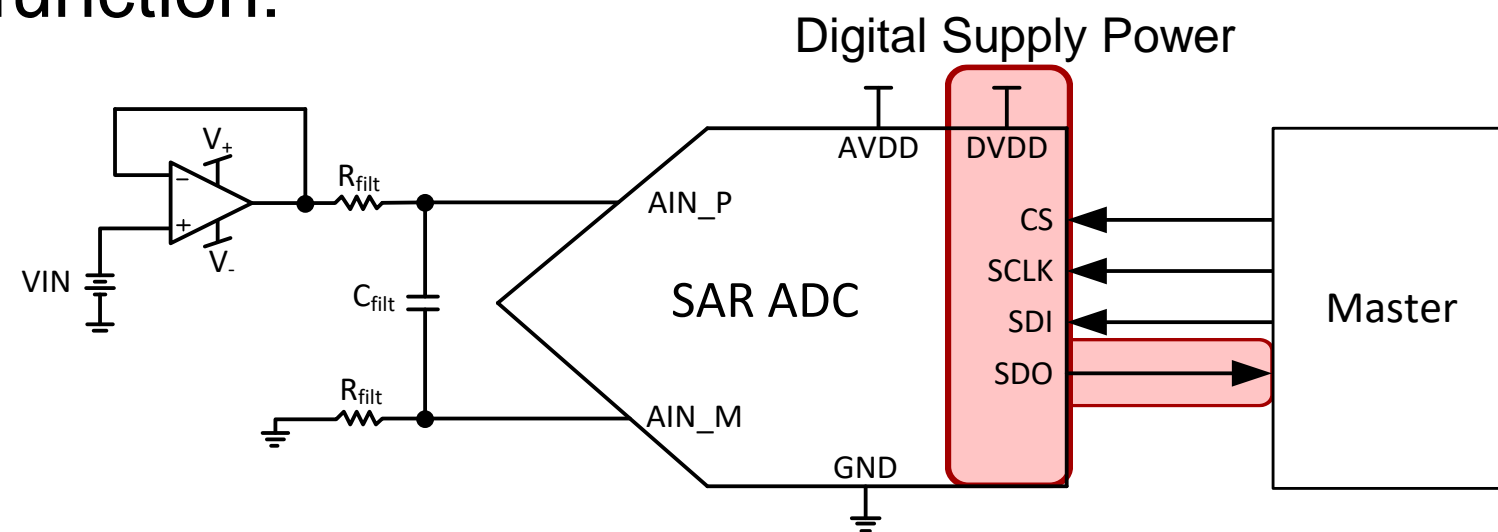 function.
Digital Supply Power
AVDD DVDD
V+
−
+
V-
VIN
Rfilt
Cfilt
Rfilt
AIN_P
AIN_M
SAR ADC
GND
CS
SCLK
SDI
SDO
Master